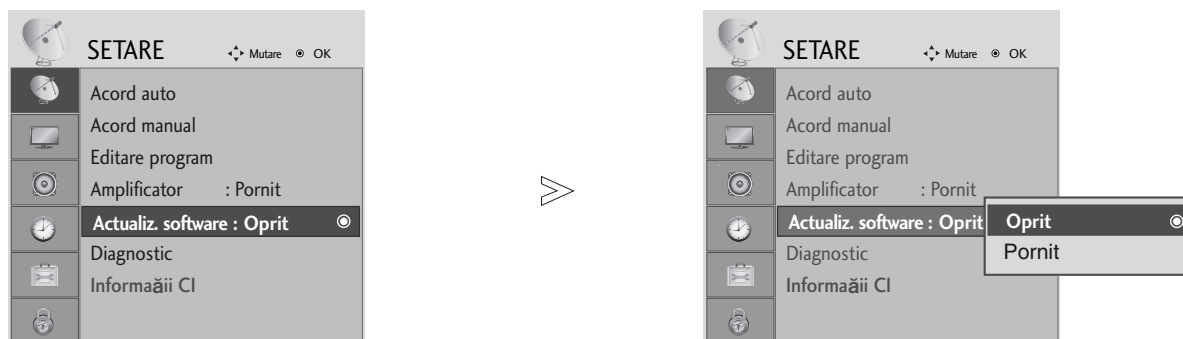 SETARE Mutare OK
Acord auto
Acord manual
Editare program
Amplificator : Pornit
Actualiz. software : Oprit
Diagnostic
Informaăii CI
SETARE Mutare OK
Acord auto
Acord manual
Editare program
Amplificator : Pornit
Actualiz. software : Oprit
Diagnostic
Informaăii CI
Oprit
Pornit